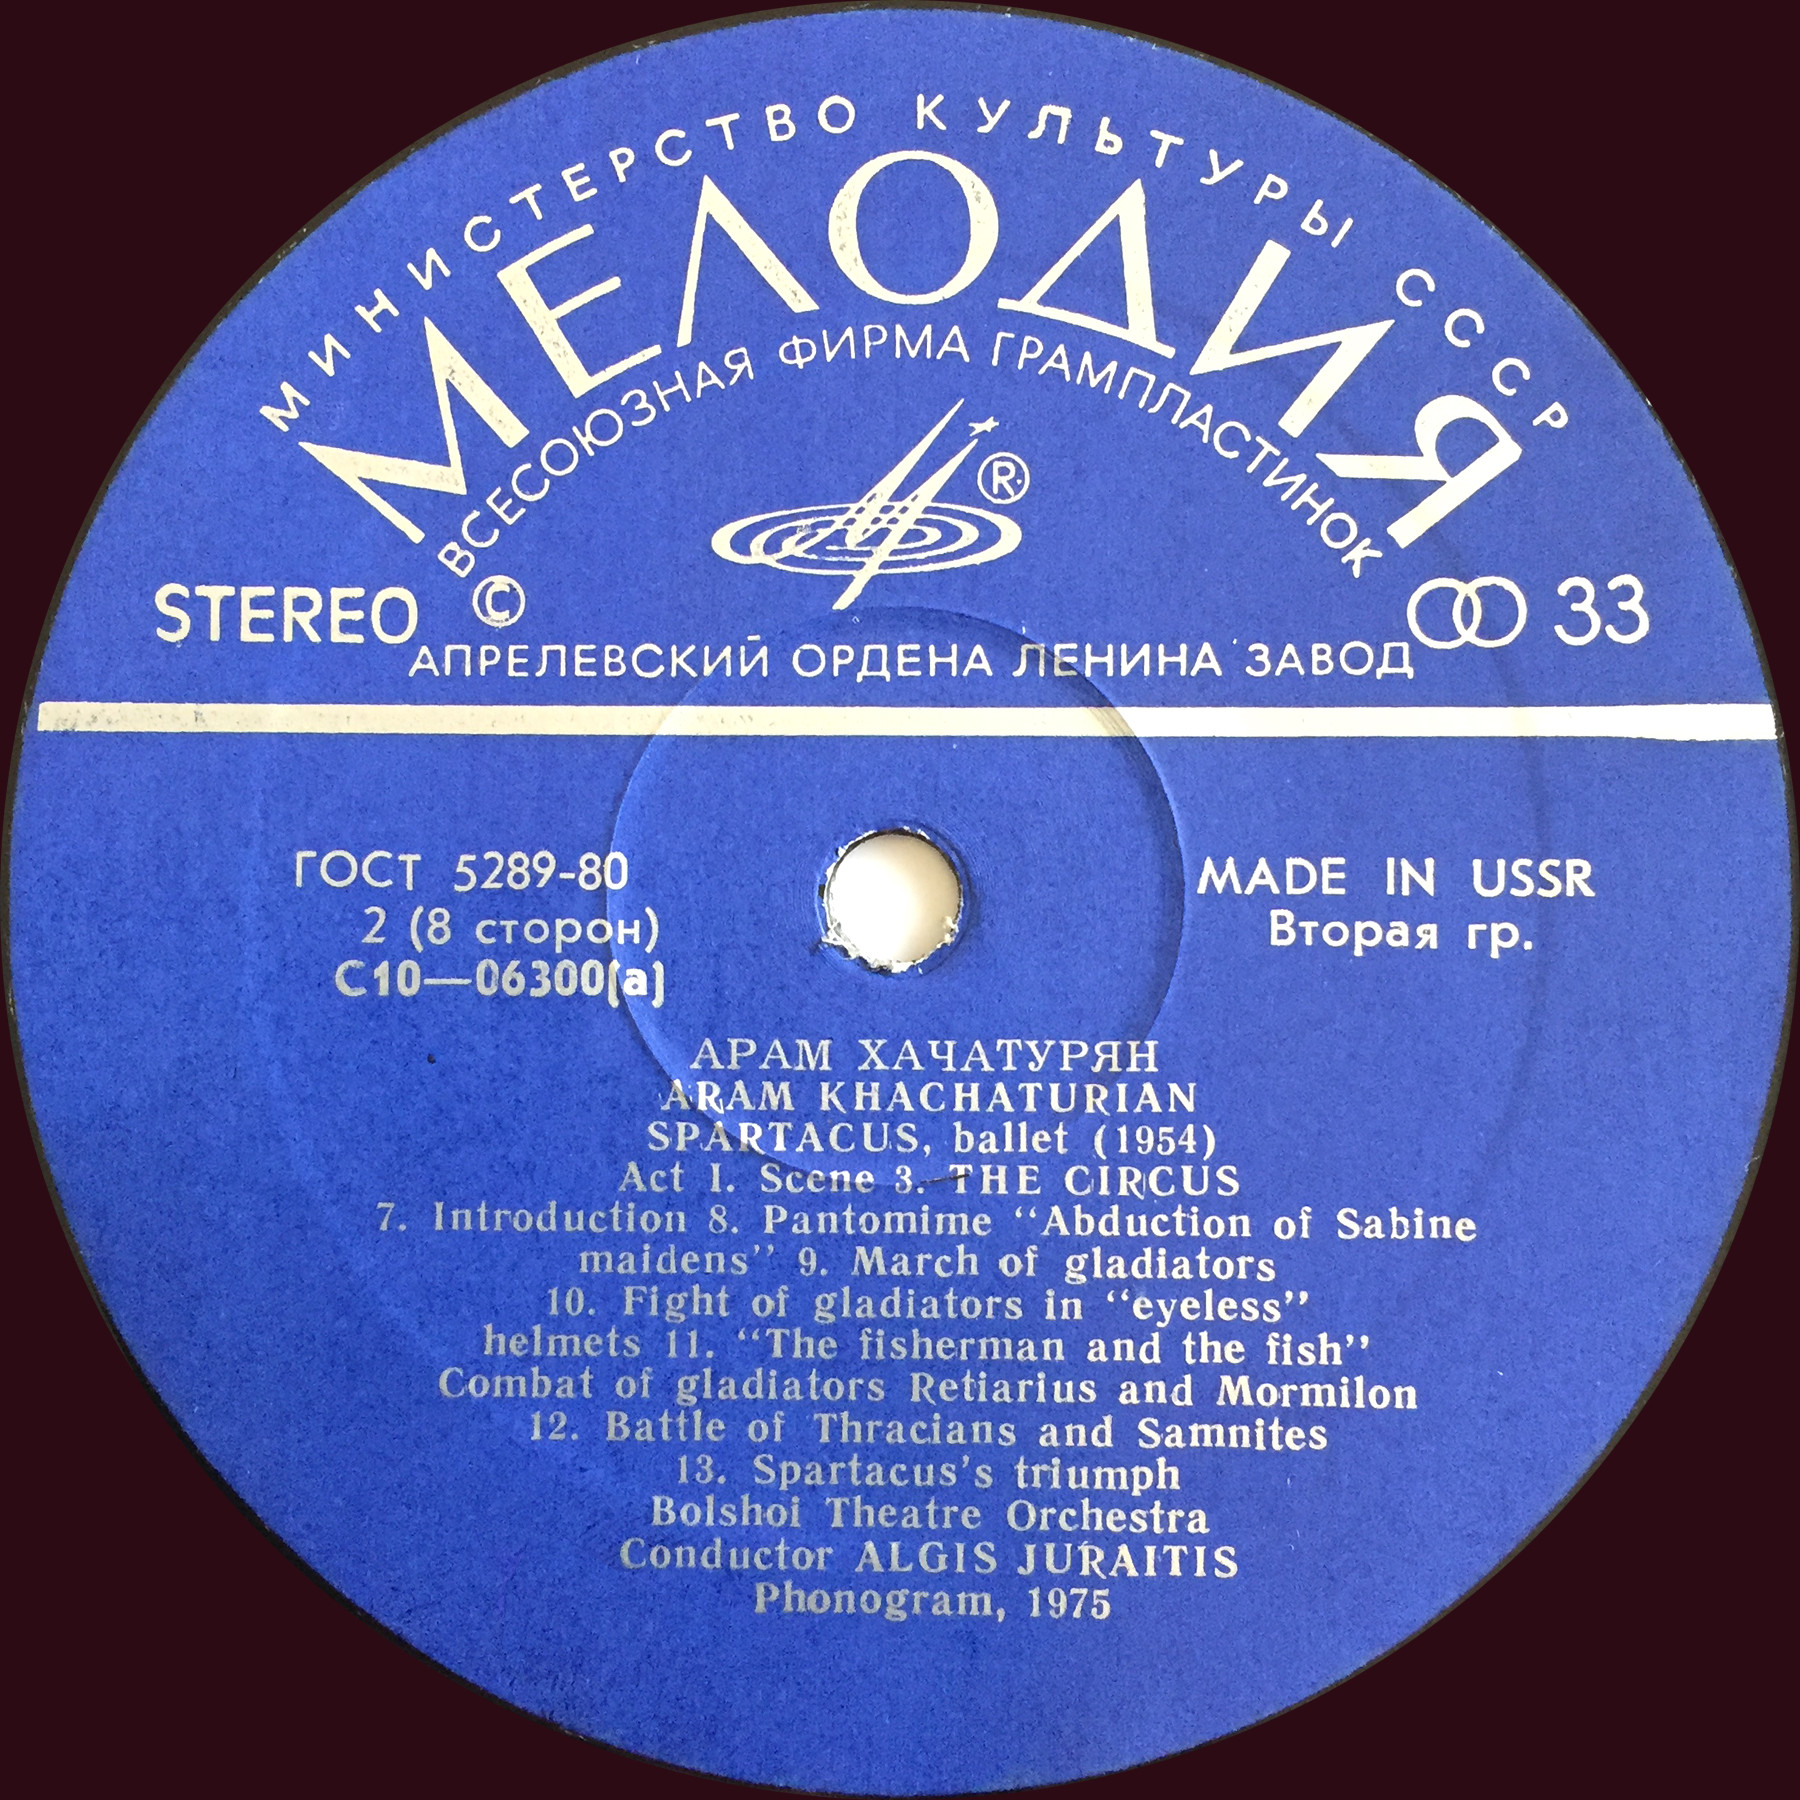 МИНИСТЕРСТВО КУЛЬТУРЫ СССР
МЕЛОДИЯ
ВСЕСОЮЗНАЯ ФИРМА ГРАМПЛАСТИНОК
®
STEREO © 33
АПРЕЛЕВСКИЙ ОРДЕНА ЛЕНИНА ЗАВОД
ГОСТ 5289-80
2 (8 сторон)
С10—06300(а)
MADE IN USSR
Вторая гр.
АРАМ ХАЧАТУРЯН
ARAM KHACHATURIAN
SPARTACUS, ballet (1954)
Act I. Scene 3. THE CIRCUS
7. Introduction 8. Pantomime “Abduction of Sabine
maidens” 9. March of gladiators
10. Fight of gladiators in “eyeless”
helmets 11. “The fisherman and the fish”
Combat of gladiators Retiarius and Mormilon
12. Battle of Thracians and Samnites
13. Spartacus's triumph
Bolshoi Theatre Orchestra
Conductor ALGIS JURAITIS
Phonogram, 1975